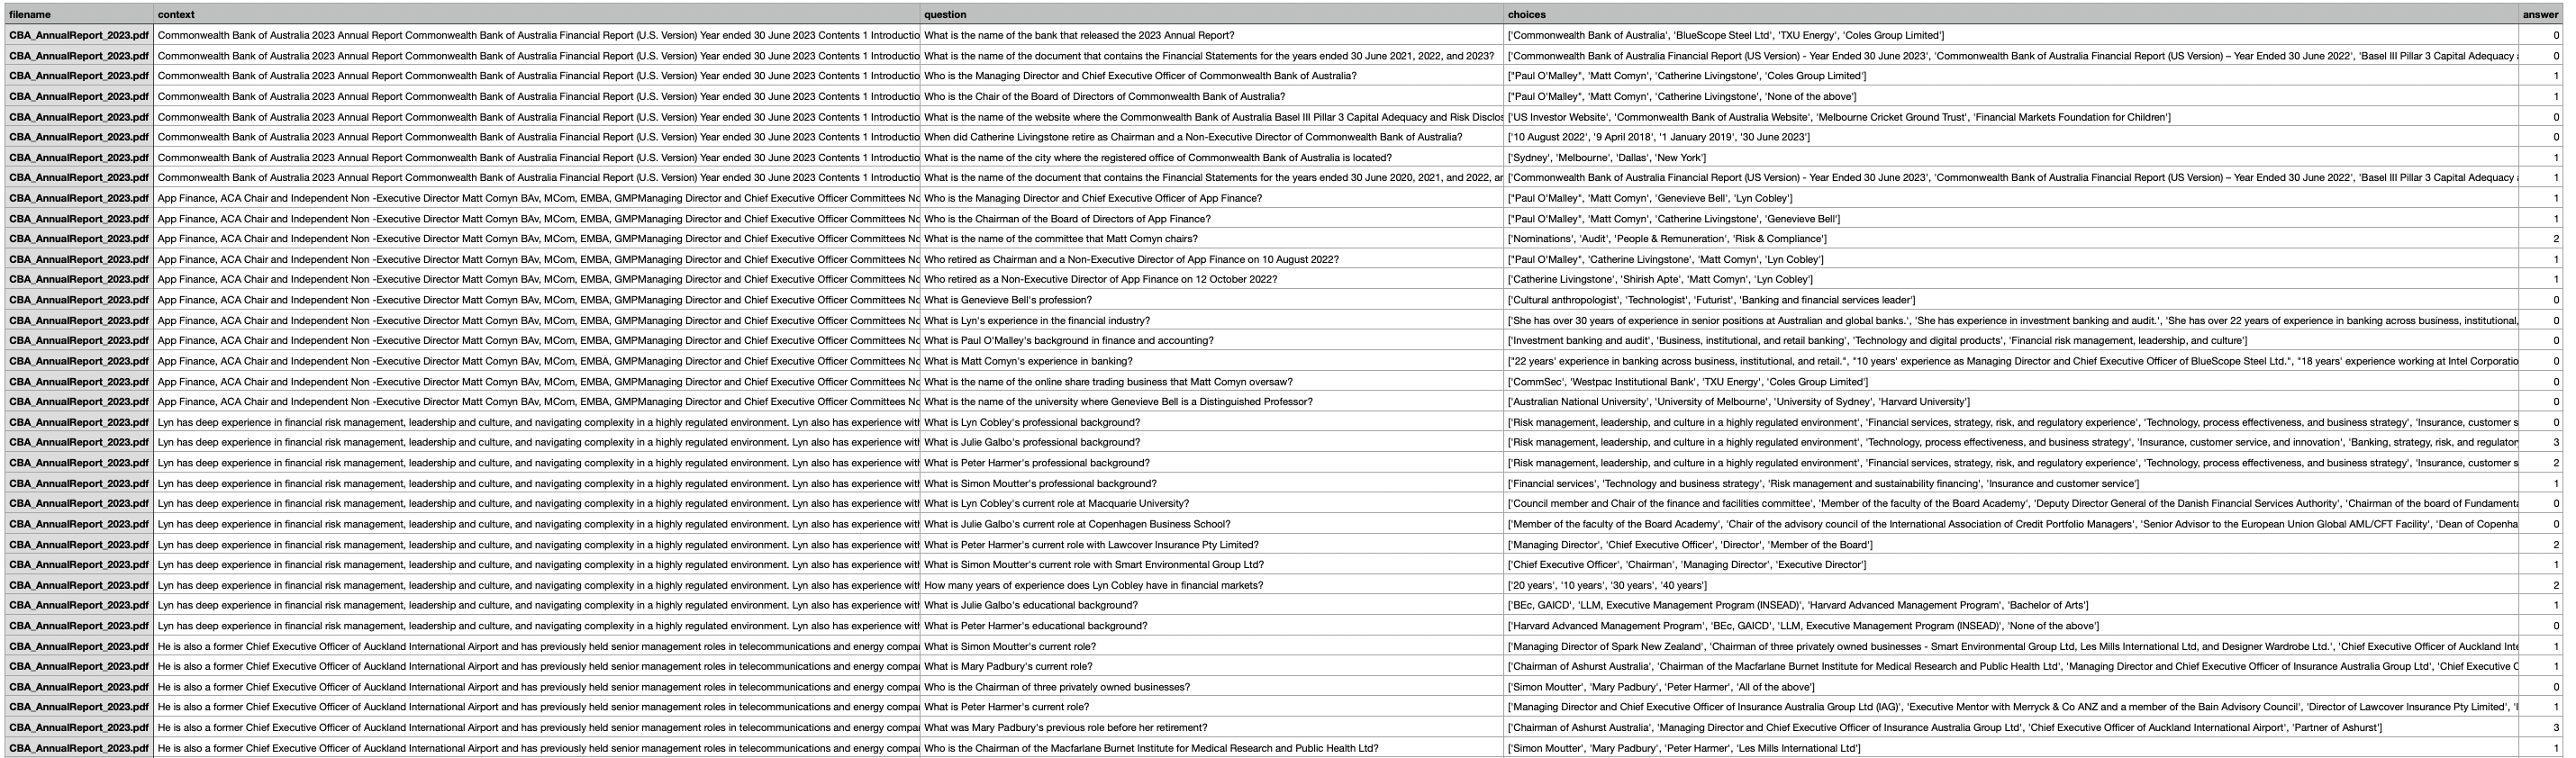 filename context question choices answer
CBA_AnnualReport_2023.pdf Commonwealth Bank of Australia 2023 Annual Report Commonwealth Bank of Australia Financial Report (U.S. Version) Year ended 30 June 2023 Contents 1 Introductio What is the name of the bank that released the 2023 Annual Report? ['Commonwealth Bank of Australia', 'BlueScope Steel Ltd', 'TXU Energy', 'Coles Group Limited'] 0
CBA_AnnualReport_2023.pdf Commonwealth Bank of Australia 2023 Annual Report Commonwealth Bank of Australia Financial Report (U.S. Version) Year ended 30 June 2023 Contents 1 Introductio What is the name of the document that contains the Financial Statements for the years ended 30 June 2021, 2022, and 2023? ['Commonwealth Bank of Australia Financial Report (US Version) - Year Ended 30 June 2023', 'Commonwealth Bank of Australia Financial Report (US Version) – Year Ended 30 June 2022', 'Basel III Pillar 3 Capital Adequacy a 0
CBA_AnnualReport_2023.pdf Commonwealth Bank of Australia 2023 Annual Report Commonwealth Bank of Australia Financial Report (U.S. Version) Year ended 30 June 2023 Contents 1 Introductio Who is the Managing Director and Chief Executive Officer of Commonwealth Bank of Australia? ["Paul O'Malley", 'Matt Comyn', 'Catherine Livingstone', 'Coles Group Limited'] 1
CBA_AnnualReport_2023.pdf Commonwealth Bank of Australia 2023 Annual Report Commonwealth Bank of Australia Financial Report (U.S. Version) Year ended 30 June 2023 Contents 1 Introductio Who is the Chair of the Board of Directors of Commonwealth Bank of Australia? ["Paul O'Malley", 'Matt Comyn', 'Catherine Livingstone', 'None of the above'] 1
CBA_AnnualReport_2023.pdf Commonwealth Bank of Australia 2023 Annual Report Commonwealth Bank of Australia Financial Report (U.S. Version) Year ended 30 June 2023 Contents 1 Introductio What is the name of the website where the Commonwealth Bank of Australia Basel III Pillar 3 Capital Adequacy and Risk Disclos ['US Investor Website', 'Commonwealth Bank of Australia Website', 'Melbourne Cricket Ground Trust', 'Financial Markets Foundation for Children'] 0
CBA_AnnualReport_2023.pdf Commonwealth Bank of Australia 2023 Annual Report Commonwealth Bank of Australia Financial Report (U.S. Version) Year ended 30 June 2023 Contents 1 Introductio When did Catherine Livingstone retire as Chairman and a Non-Executive Director of Commonwealth Bank of Australia? ['10 August 2022', '9 April 2018', '1 January 2019', '30 June 2023'] 0
CBA_AnnualReport_2023.pdf Commonwealth Bank of Australia 2023 Annual Report Commonwealth Bank of Australia Financial Report (U.S. Version) Year ended 30 June 2023 Contents 1 Introductio What is the name of the city where the registered office of Commonwealth Bank of Australia is located? ['Sydney', 'Melbourne', 'Dallas', 'New York'] 1
CBA_AnnualReport_2023.pdf Commonwealth Bank of Australia 2023 Annual Report Commonwealth Bank of Australia Financial Report (U.S. Version) Year ended 30 June 2023 Contents 1 Introductio What is the name of the document that contains the Financial Statements for the years ended 30 June 2020, 2021, and 2022, ar ['Commonwealth Bank of Australia Financial Report (US Version) - Year Ended 30 June 2023', 'Commonwealth Bank of Australia Financial Report (US Version) – Year Ended 30 June 2022', 'Basel III Pillar 3 Capital Adequacy a 1
CBA_AnnualReport_2023.pdf App Finance, ACA Chair and Independent Non -Executive Director Matt Comyn BAv, MCom, EMBA, GMPManaging Director and Chief Executive Officer Committees No Who is the Managing Director and Chief Executive Officer of App Finance? ["Paul O'Malley", 'Matt Comyn', 'Genevieve Bell', 'Lyn Cobley'] 1
CBA_AnnualReport_2023.pdf App Finance, ACA Chair and Independent Non -Executive Director Matt Comyn BAv, MCom, EMBA, GMPManaging Director and Chief Executive Officer Committees No Who is the Chairman of the Board of Directors of App Finance? ["Paul O'Malley", 'Matt Comyn', 'Catherine Livingstone', 'Genevieve Bell'] 1
CBA_AnnualReport_2023.pdf App Finance, ACA Chair and Independent Non -Executive Director Matt Comyn BAv, MCom, EMBA, GMPManaging Director and Chief Executive Officer Committees No What is the name of the committee that Matt Comyn chairs? ['Nominations', 'Audit', 'People & Remuneration', 'Risk & Compliance'] 2
CBA_AnnualReport_2023.pdf App Finance, ACA Chair and Independent Non -Executive Director Matt Comyn BAv, MCom, EMBA, GMPManaging Director and Chief Executive Officer Committees No Who retired as Chairman and a Non-Executive Director of App Finance on 10 August 2022? ["Paul O'Malley", 'Catherine Livingstone', 'Matt Comyn', 'Lyn Cobley'] 1
CBA_AnnualReport_2023.pdf App Finance, ACA Chair and Independent Non -Executive Director Matt Comyn BAv, MCom, EMBA, GMPManaging Director and Chief Executive Officer Committees No Who retired as a Non-Executive Director of App Finance on 12 October 2022? ['Catherine Livingstone', 'Shirish Apte', 'Matt Comyn', 'Lyn Cobley'] 1
CBA_AnnualReport_2023.pdf App Finance, ACA Chair and Independent Non -Executive Director Matt Comyn BAv, MCom, EMBA, GMPManaging Director and Chief Executive Officer Committees No What is Genevieve Bell's profession? ['Cultural anthropologist', 'Technologist', 'Futurist', 'Banking and financial services leader'] 0
CBA_AnnualReport_2023.pdf App Finance, ACA Chair and Independent Non -Executive Director Matt Comyn BAv, MCom, EMBA, GMPManaging Director and Chief Executive Officer Committees No What is Lyn's experience in the financial industry? ['She has over 30 years of experience in senior positions at Australian and global banks.', 'She has experience in investment banking and audit.', 'She has over 22 years of experience in banking across business, institutional, 0
CBA_AnnualReport_2023.pdf App Finance, ACA Chair and Independent Non -Executive Director Matt Comyn BAv, MCom, EMBA, GMPManaging Director and Chief Executive Officer Committees No What is Paul O'Malley's background in finance and accounting? ['Investment banking and audit', 'Business, institutional, and retail banking', 'Technology and digital products', 'Financial risk management, leadership, and culture'] 0
CBA_AnnualReport_2023.pdf App Finance, ACA Chair and Independent Non -Executive Director Matt Comyn BAv, MCom, EMBA, GMPManaging Director and Chief Executive Officer Committees No What is Matt Comyn's experience in banking? ["22 years' experience in banking across business, institutional, and retail.", "10 years' experience as Managing Director and Chief Executive Officer of BlueScope Steel Ltd.", "18 years' experience working at Intel Corporatio 0
CBA_AnnualReport_2023.pdf App Finance, ACA Chair and Independent Non -Executive Director Matt Comyn BAv, MCom, EMBA, GMPManaging Director and Chief Executive Officer Committees No What is the name of the online share trading business that Matt Comyn oversaw? ['CommSec', 'Westpac Institutional Bank', 'TXU Energy', 'Coles Group Limited'] 0
CBA_AnnualReport_2023.pdf App Finance, ACA Chair and Independent Non -Executive Director Matt Comyn BAv, MCom, EMBA, GMPManaging Director and Chief Executive Officer Committees No What is the name of the university where Genevieve Bell is a Distinguished Professor? ['Australian National University', 'University of Melbourne', 'University of Sydney', 'Harvard University'] 0
CBA_AnnualReport_2023.pdf Lyn has deep experience in financial risk management, leadership and culture, and navigating complexity in a highly regulated environment. Lyn also has experience with What is Lyn Cobley's professional background? ['Risk management, leadership, and culture in a highly regulated environment', 'Financial services, strategy, risk, and regulatory experience', 'Technology, process effectiveness, and business strategy', 'Insurance, customer s 0
CBA_AnnualReport_2023.pdf Lyn has deep experience in financial risk management, leadership and culture, and navigating complexity in a highly regulated environment. Lyn also has experience with What is Julie Galbo's professional background? ['Risk management, leadership, and culture in a highly regulated environment', 'Technology, process effectiveness, and business strategy', 'Insurance, customer service, and innovation', 'Banking, strategy, risk, and regulatory 3
CBA_AnnualReport_2023.pdf Lyn has deep experience in financial risk management, leadership and culture, and navigating complexity in a highly regulated environment. Lyn also has experience with What is Peter Harmer's professional background? ['Risk management, leadership, and culture in a highly regulated environment', 'Financial services, strategy, risk, and regulatory experience', 'Technology, process effectiveness, and business strategy', 'Insurance, customer s 2
CBA_AnnualReport_2023.pdf Lyn has deep experience in financial risk management, leadership and culture, and navigating complexity in a highly regulated environment. Lyn also has experience with What is Simon Moutter's professional background? ['Financial services', 'Technology and business strategy', 'Risk management and sustainability financing', 'Insurance and customer service'] 1
CBA_AnnualReport_2023.pdf Lyn has deep experience in financial risk management, leadership and culture, and navigating complexity in a highly regulated environment. Lyn also has experience with What is Lyn Cobley's current role at Macquarie University? ['Council member and Chair of the finance and facilities committee', 'Member of the faculty of the Board Academy', 'Deputy Director General of the Danish Financial Services Authority', 'Chairman of the board of Fundamenta 0
CBA_AnnualReport_2023.pdf Lyn has deep experience in financial risk management, leadership and culture, and navigating complexity in a highly regulated environment. Lyn also has experience with What is Julie Galbo's current role at Copenhagen Business School? ['Member of the faculty of the Board Academy', 'Chair of the advisory council of the International Association of Credit Portfolio Managers', 'Senior Advisor to the European Union Global AML/CFT Facility', 'Dean of Copenha 0
CBA_AnnualReport_2023.pdf Lyn has deep experience in financial risk management, leadership and culture, and navigating complexity in a highly regulated environment. Lyn also has experience with What is Peter Harmer's current role with Lawcover Insurance Pty Limited? ['Managing Director', 'Chief Executive Officer', 'Director', 'Member of the Board'] 2
CBA_AnnualReport_2023.pdf Lyn has deep experience in financial risk management, leadership and culture, and navigating complexity in a highly regulated environment. Lyn also has experience with What is Simon Moutter's current role with Smart Environmental Group Ltd? ['Chief Executive Officer', 'Chairman', 'Managing Director', 'Executive Director'] 1
CBA_AnnualReport_2023.pdf Lyn has deep experience in financial risk management, leadership and culture, and navigating complexity in a highly regulated environment. Lyn also has experience with How many years of experience does Lyn Cobley have in financial markets? ['20 years', '10 years', '30 years', '40 years'] 2
CBA_AnnualReport_2023.pdf Lyn has deep experience in financial risk management, leadership and culture, and navigating complexity in a highly regulated environment. Lyn also has experience with What is Julie Galbo's educational background? ['BEc, GAICD', 'LLM, Executive Management Program (INSEAD)', 'Harvard Advanced Management Program', 'Bachelor of Arts'] 1
CBA_AnnualReport_2023.pdf Lyn has deep experience in financial risk management, leadership and culture, and navigating complexity in a highly regulated environment. Lyn also has experience with What is Peter Harmer's educational background? ['Harvard Advanced Management Program', 'BEc, GAICD', 'LLM, Executive Management Program (INSEAD)', 'None of the above'] 0
CBA_AnnualReport_2023.pdf He is also a former Chief Executive Officer of Auckland International Airport and has previously held senior management roles in telecommunications and energy compar What is Simon Moutter's current role? ['Managing Director of Spark New Zealand', 'Chairman of three privately owned businesses - Smart Environmental Group Ltd, Les Mills International Ltd, and Designer Wardrobe Ltd.', 'Chief Executive Officer of Auckland Inte 1
CBA_AnnualReport_2023.pdf He is also a former Chief Executive Officer of Auckland International Airport and has previously held senior management roles in telecommunications and energy compar What is Mary Padbury's current role? ['Chairman of Ashurst Australia', 'Chairman of the Macfarlane Burnet Institute for Medical Research and Public Health Ltd', 'Managing Director and Chief Executive Officer of Insurance Australia Group Ltd', 'Chief Executive C 1
CBA_AnnualReport_2023.pdf He is also a former Chief Executive Officer of Auckland International Airport and has previously held senior management roles in telecommunications and energy compar Who is the Chairman of three privately owned businesses? ['Simon Moutter', 'Mary Padbury', 'Peter Harmer', 'All of the above'] 0
CBA_AnnualReport_2023.pdf He is also a former Chief Executive Officer of Auckland International Airport and has previously held senior management roles in telecommunications and energy compar What is Peter Harmer's current role? ['Managing Director and Chief Executive Officer of Insurance Australia Group Ltd (IAG)', 'Executive Mentor with Merryck & Co ANZ and a member of the Bain Advisory Council', 'Director of Lawcover Insurance Pty Limited', 'I 1
CBA_AnnualReport_2023.pdf He is also a former Chief Executive Officer of Auckland International Airport and has previously held senior management roles in telecommunications and energy compar What was Mary Padbury's previous role before her retirement? ['Chairman of Ashurst Australia', 'Managing Director and Chief Executive Officer of Insurance Australia Group Ltd', 'Chief Executive Officer of Auckland International Airport', 'Partner of Ashurst'] 3
CBA_AnnualReport_2023.pdf He is also a former Chief Executive Officer of Auckland International Airport and has previously held senior management roles in telecommunications and energy compar Who is the Chairman of the Macfarlane Burnet Institute for Medical Research and Public Health Ltd? ['Simon Moutter', 'Mary Padbury', 'Peter Harmer', 'Les Mills International Ltd'] 1